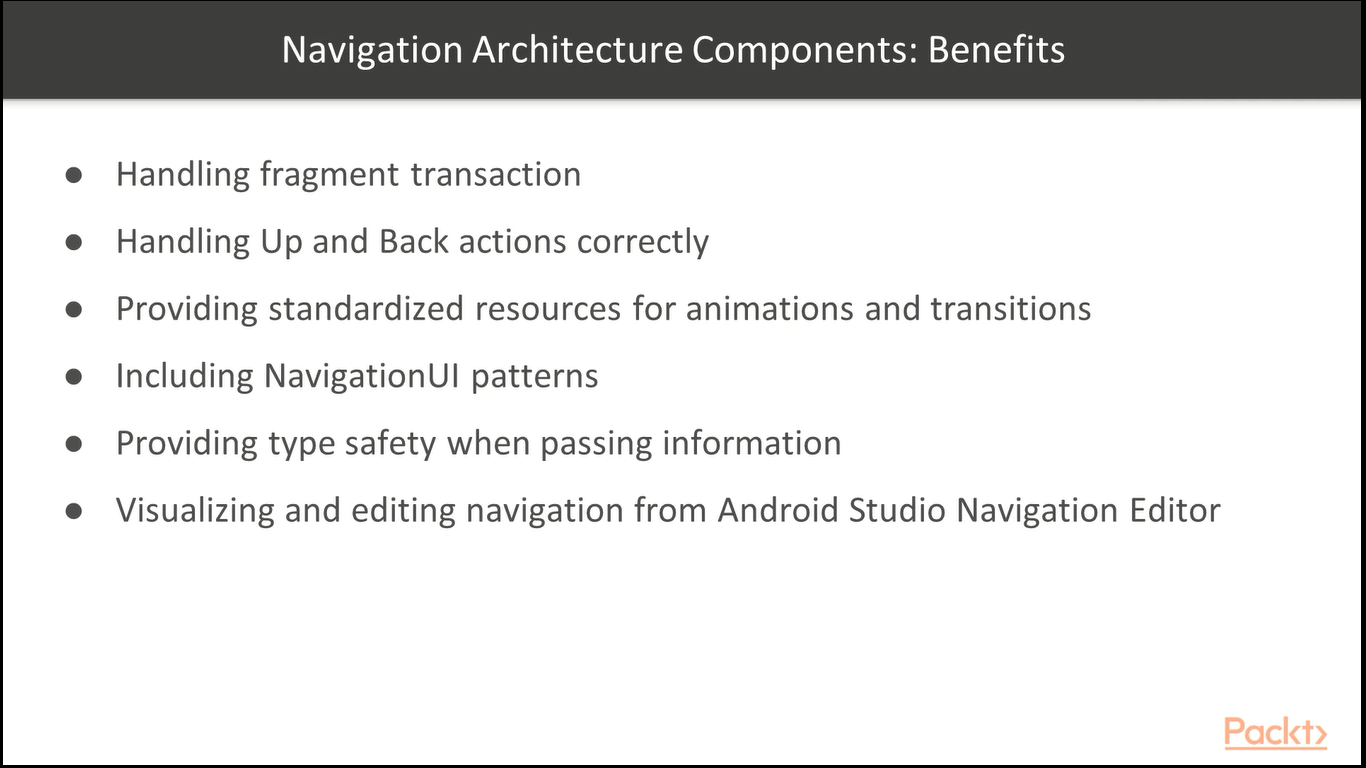 Navigation Architecture Components: Benefits
● Handling fragment transaction
● Handling Up and Back actions correctly
● Providing standardized resources for animations and transitions
● Including NavigationUI patterns
● Providing type safety when passing information
● Visualizing and editing navigation from Android Studio Navigation Editor
Packt>